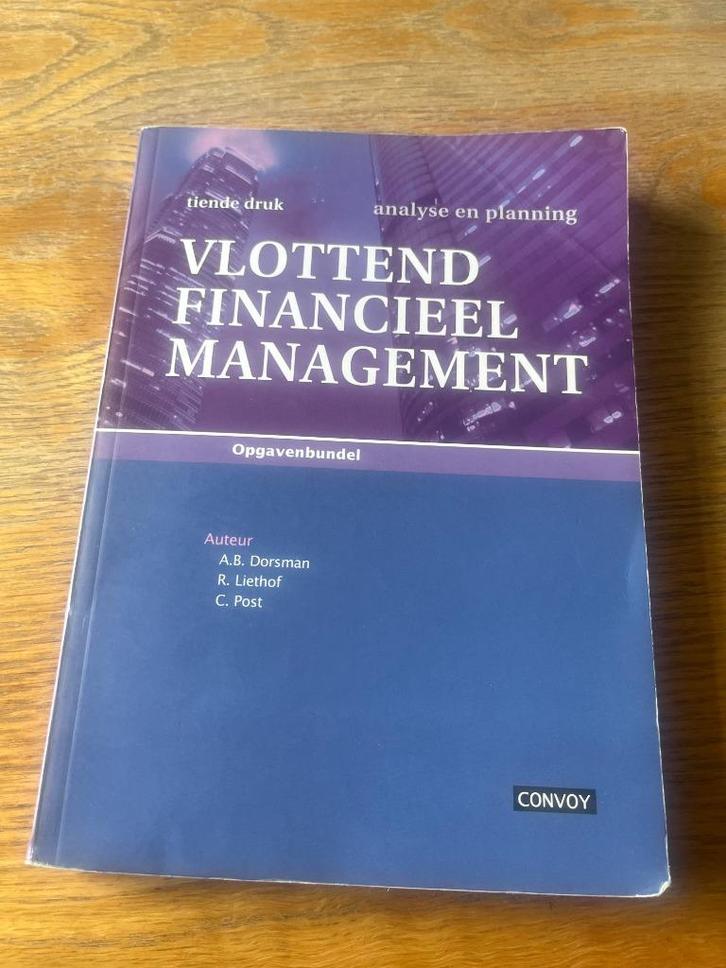 tiende druk
analyse en planning
VLOTTEND
FINANCIEEL
MANAGEMENT
Opgavenbundel
Auteur
A.B. Dorsman
R. Liethof
C. Post
CONVOY